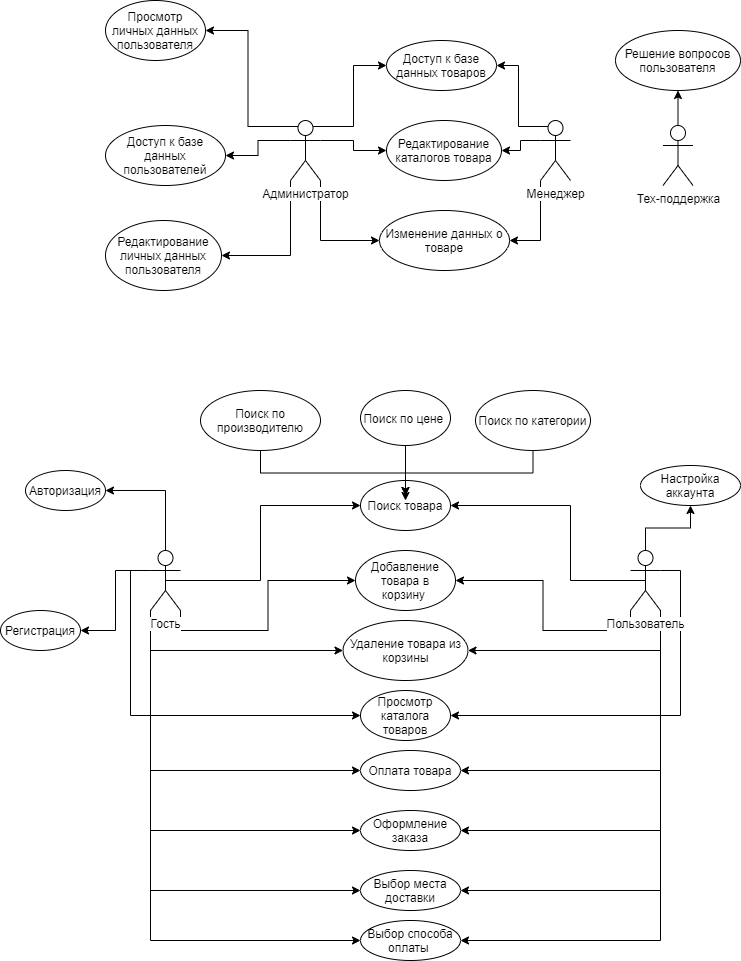 Просмотр
личных данных
пользователя
Доступ к базе
данных товаров
Решение вопросов
пользователя
Доступ к базе
данных
пользователей
Редактирование
каталогов товара
Администратор
Менеджер
Тех-поддержка
Редактирование
личных данных
пользователя
Изменение данных о
товаре
Поиск по
производителю
Поиск по цене
Поиск по категории
Авторизация
Поиск товара
Настройка
аккаунта
Добавление
товара в
корзину
Регистрация
Гость
Пользователь
Удаление товара из
корзины
Просмотр
каталога
товаров
Оплата товара
Оформление
заказа
Выбор места
доставки
Выбор способа
оплаты